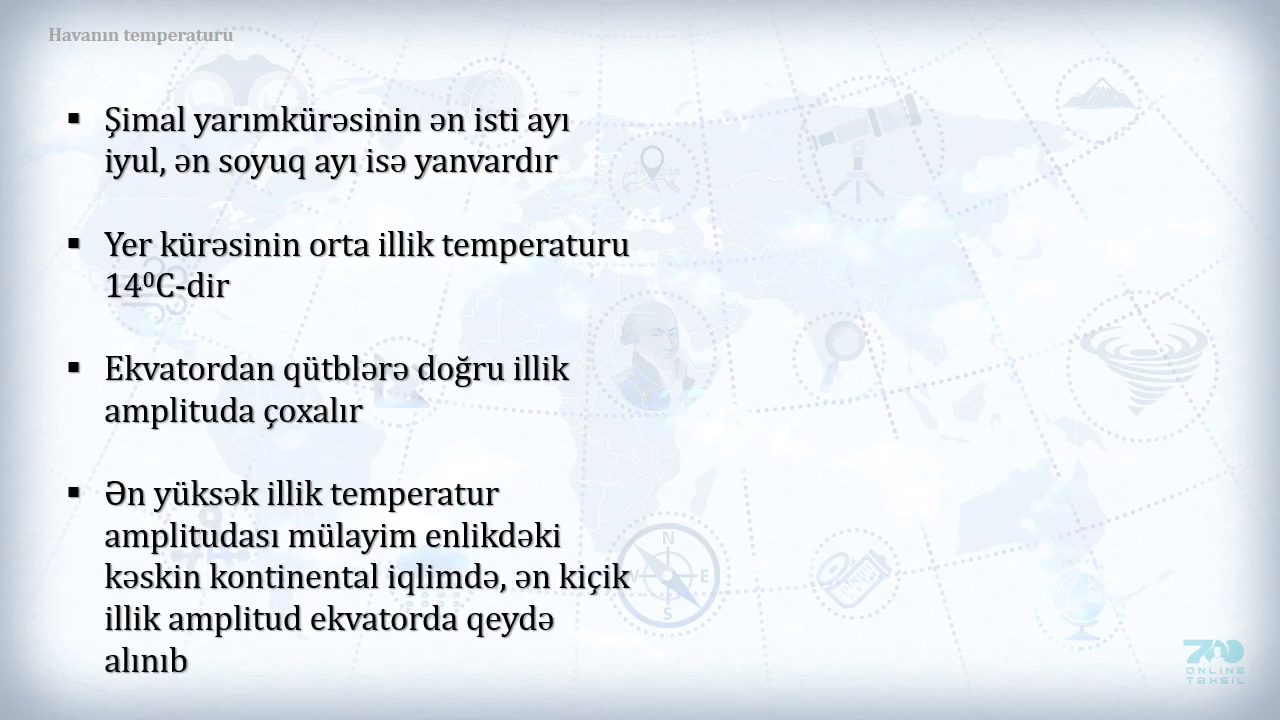 Havanın temperaturu
▪ Şimal yarımkürəsinin ən isti ayı
iyul, ən soyuq ayı isə yanvardır
▪ Yer kürəsinin orta illik temperaturu
14⁰C-dir
▪ Ekvatordan qütblərə doğru illik
amplituda çoxalır
▪ Ən yüksək illik temperatur
amplitudası mülayim enlikdəki
kəskin kontinental iqlimdə, ən kiçik
illik amplitud ekvatorda qeydə
alınıb
N
W E
S
700
ONLINE
TƏHSİL